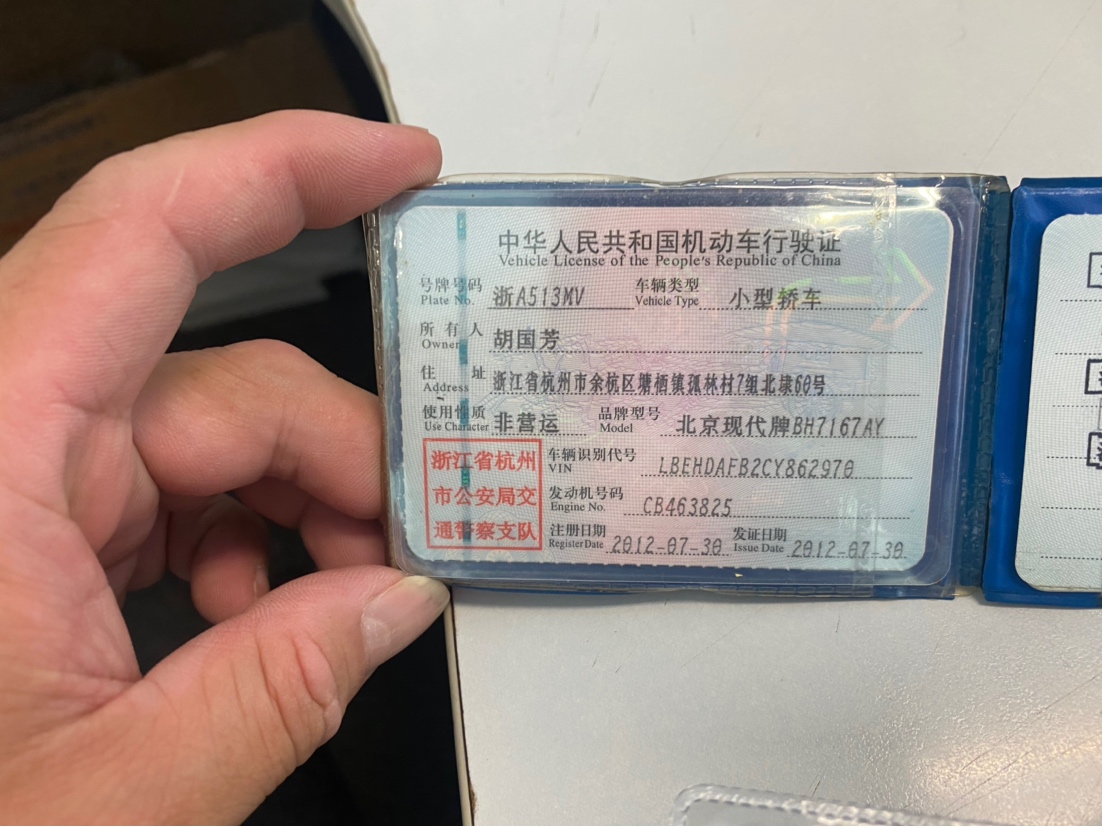 中华人民共和国机动车行驶证
Vehicle License of the People's Republic of China
号牌号码 浙A513MV 车辆类型 小型轿车
Plate No. Vehicle Type
所有人 胡国芳
Owner
住址 浙江省杭州市余杭区塘栖镇孤林村7组北埭60号
Address
使用性质 非营运 品牌型号 北京现代牌BH7167AY
Use Character Model
浙江省杭州 车辆识别代号 LBEHDAFB2CY862970
VIN
市公安局交 发动机号码 CB463825
Engine No.
通警察支队 注册日期 2012-07-30 发证日期 2012-07-30
Register Date Issue Date